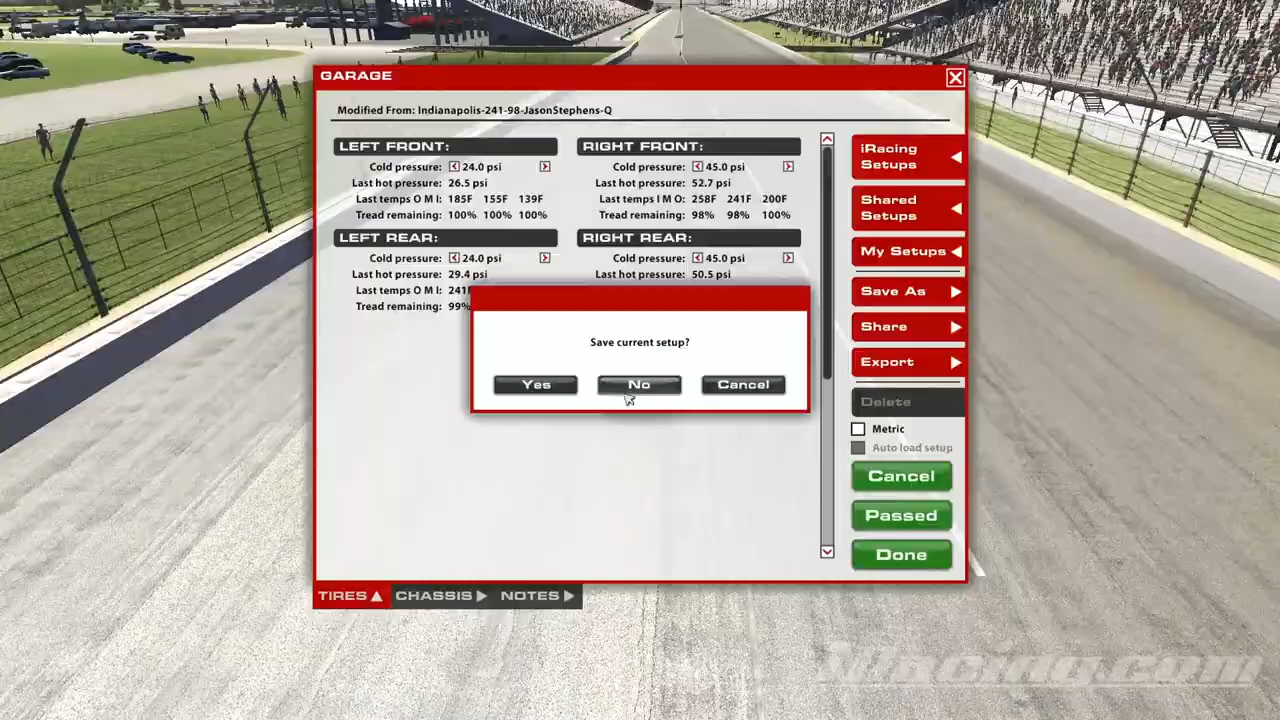 GARAGE
Modified From: Indianapolis-241-98-JasonStephens-Q
LEFT FRONT:
Cold pressure: 24.0 psi
Last hot pressure: 26.5 psi
Last temps O M I: 185F 155F 139F
Tread remaining: 100% 100% 100%
RIGHT FRONT:
Cold pressure: 45.0 psi
Last hot pressure: 52.7 psi
Last temps I M O: 258F 241F 200F
Tread remaining: 98% 98% 100%
LEFT REAR:
Cold pressure: 24.0 psi
Last hot pressure: 29.4 psi
Last temps O M I: 241F
Tread remaining: 99%
RIGHT REAR:
Cold pressure: 45.0 psi
Last hot pressure: 50.5 psi
Save current setup?
Yes
No
Cancel
iRacing
Setups
Shared
Setups
My Setups
Save As
Share
Export
Delete
Metric
Auto load setup
Cancel
Passed
Done
TIRES
CHASSIS
NOTES